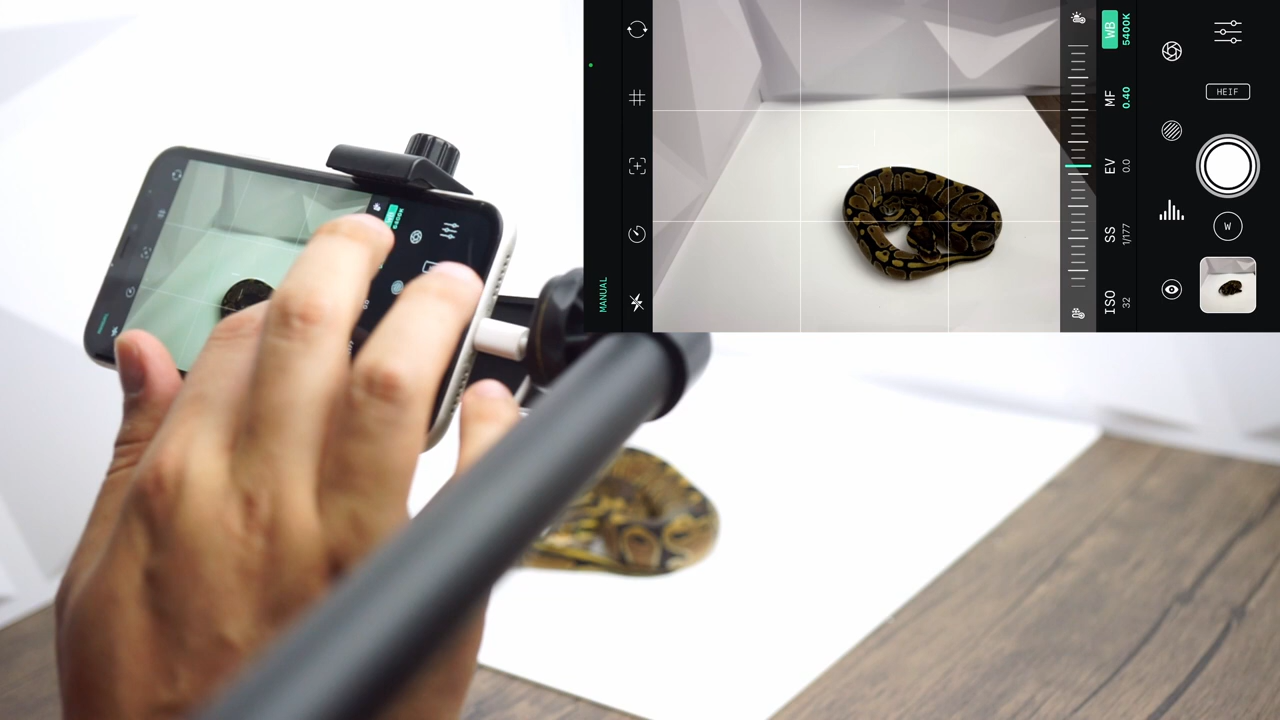 MANUAL
WB 5400K
MF 0.40
EV 0.0
SS 1/177
ISO 32
HEIF
W